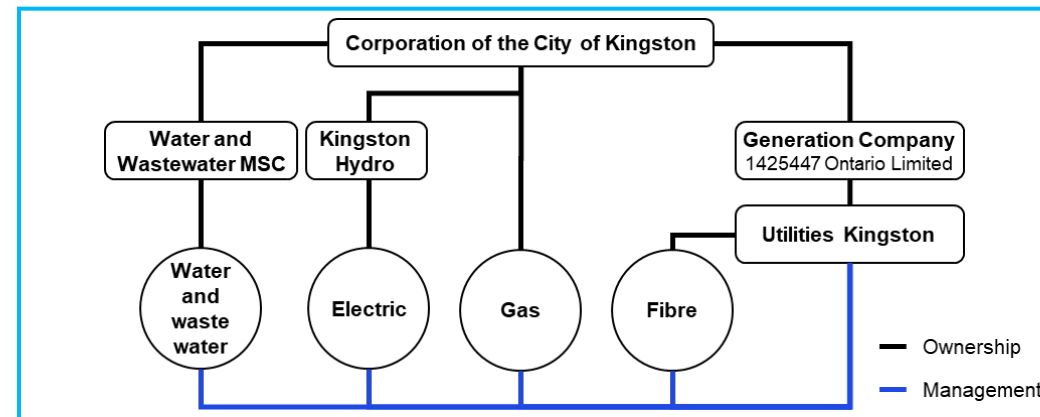 Corporation of the City of Kingston
Water and
Wastewater MSC
Kingston
Hydro
Generation Company
1425447 Ontario Limited
Utilities Kingston
Water
and
waste
water
Electric
Gas
Fibre
Ownership
Management